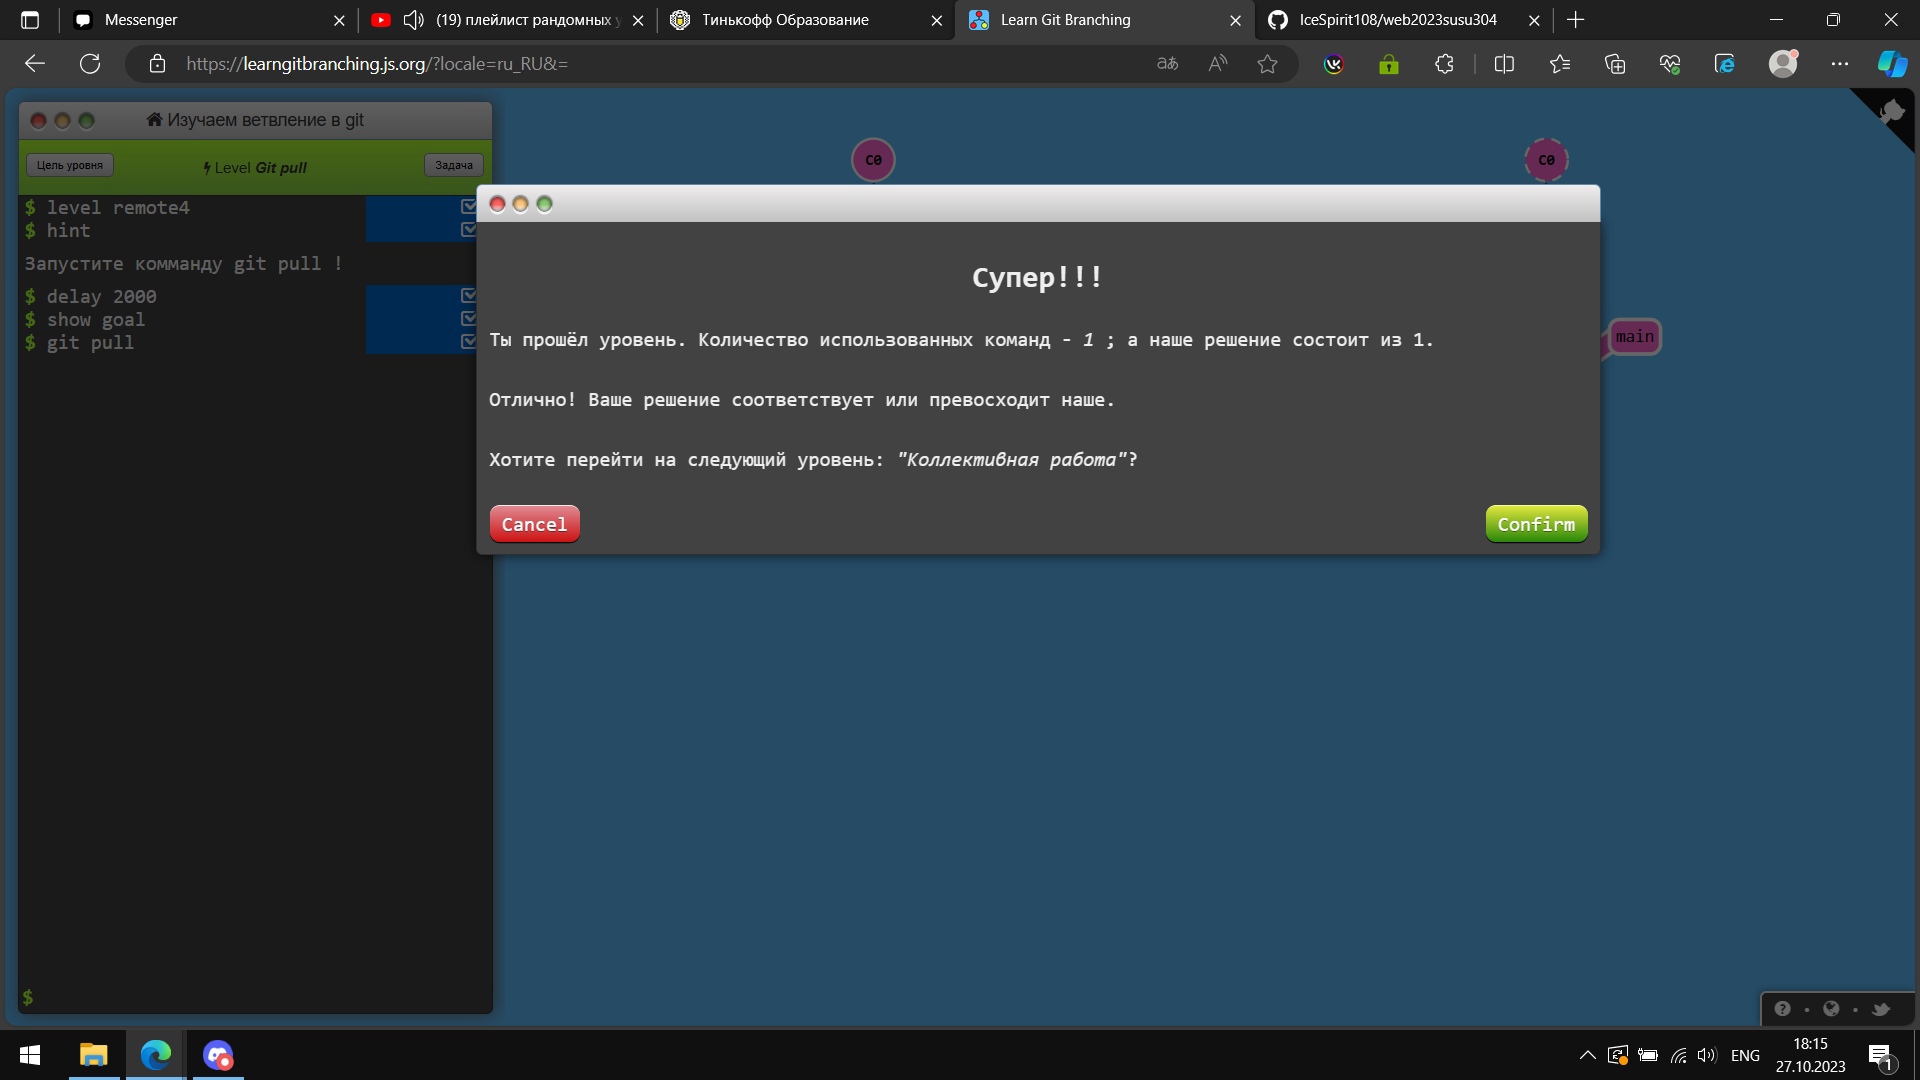 Messenger
(19) плейлист рандомных
Тинькофф Образование
Learn Git Branching
IceSpirit108/web2023susu304
https://learngitbranching.js.org/?locale=ru_RU&=
Изучаем ветвление в git
Цель уровня
Level Git pull
Задача
$ level remote4
$ hint
Запустите комманду git pull !
$ delay 2000
$ show goal
$ git pull
$
C0
C0
main
Супер!!!
Ты прошёл уровень. Количество использованных команд - 1 ; а наше решение состоит из 1.
Отлично! Ваше решение соответствует или превосходит наше.
Хотите перейти на следующий уровень: "Коллективная работа"?
Cancel
Confirm
ENG
18:15
27.10.2023
1